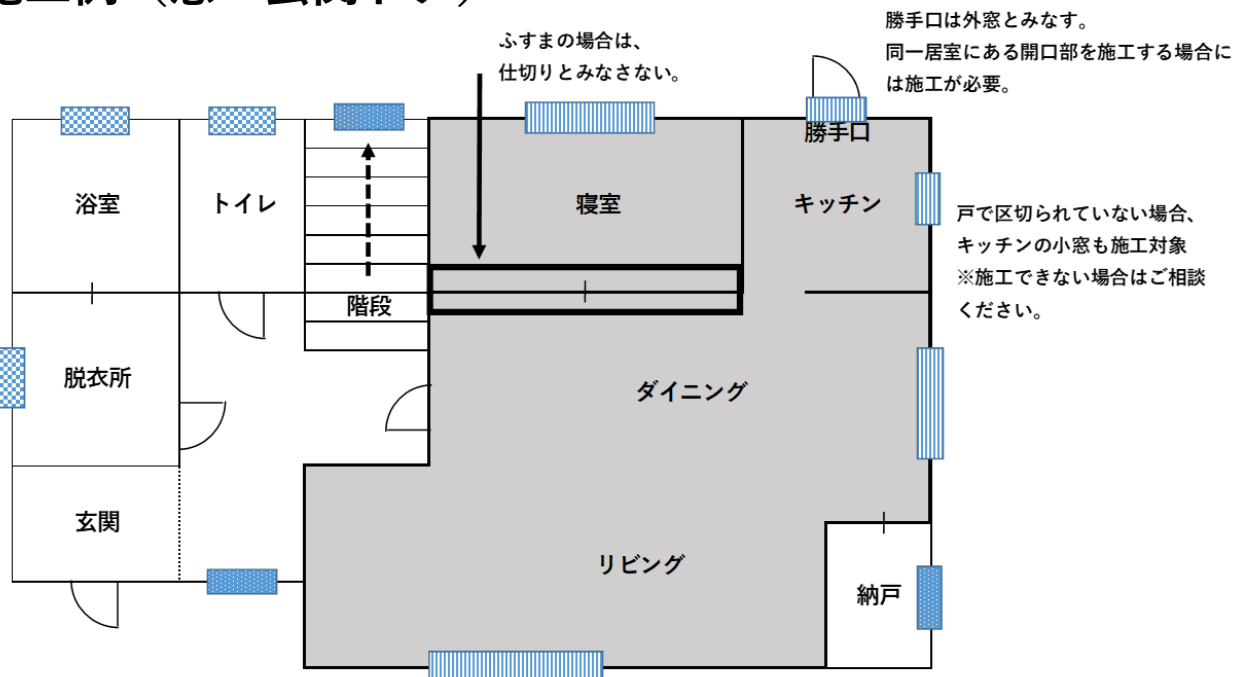 ふすまの場合は、
仕切りとみなさない。
勝手口は外窓とみなす。
同一居室にある開口部を施工する場合に
は施工が必要。
勝手口
浴室
トイレ
寝室
キッチン
戸で区切られていない場合、
キッチンの小窓も施工対象
※施工できない場合はご相談
ください。
階段
脱衣所
ダイニング
玄関
リビング
納戸